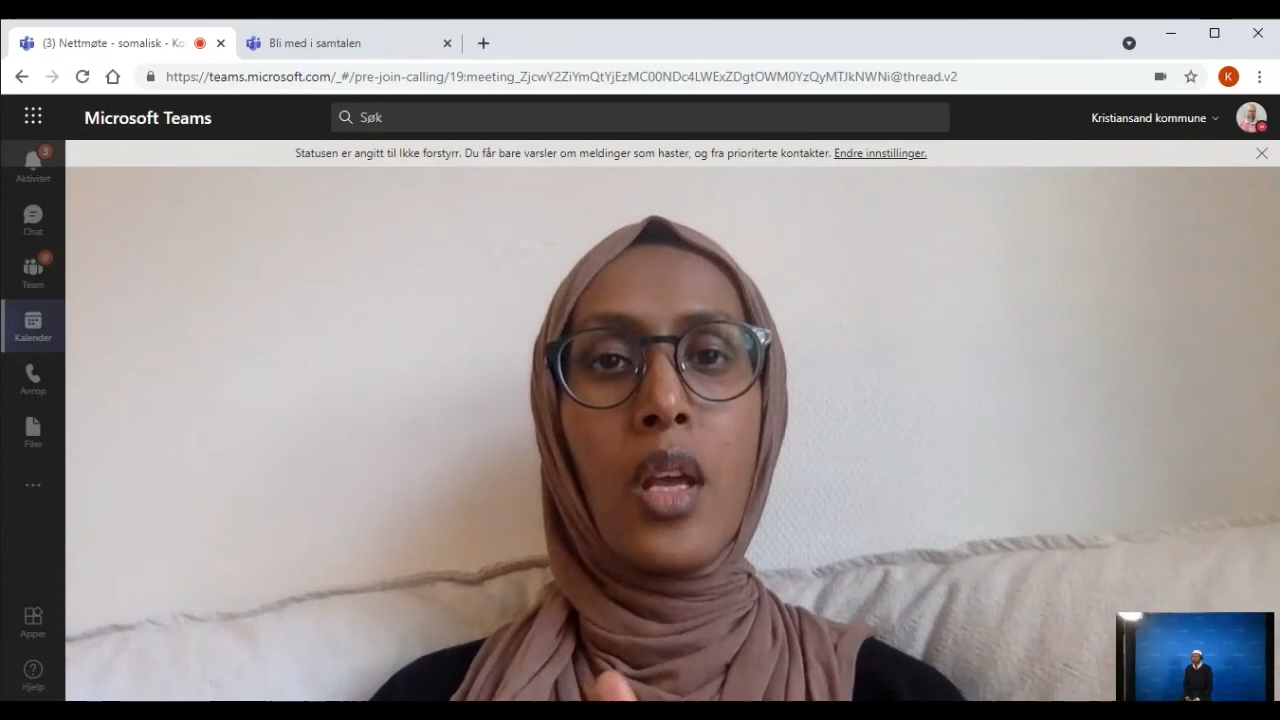 (3) Nettmøte - somalisk - Ko
Bli med i samtalen
https://teams.microsoft.com/_#/pre-join-calling/19:meeting_ZjcwY2ZiYmQtYjEzMC00NDc4LWExZDgtOWM0YzQyMTJkNWNi@thread.v2
K
Microsoft Teams
Søk
Kristiansand kommune
Statusen er angitt til Ikke forstyrr. Du får bare varsler om meldinger som haster, og fra prioriterte kontakter. Endre innstillinger.
3
Aktivitet
Chat
Team
Kalender
Anrop
Filer
Apper
Hjelp